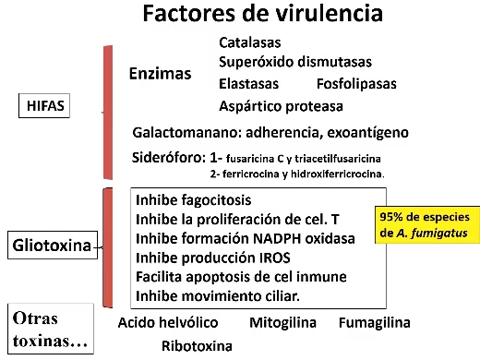 Factores de virulencia
Catalasas
Superóxido dismutasas
Enzimas
Elastasas Fosfolipasas
Aspártico proteasa
HIFAS
Galactomanano: adherencia, exoantígeno
Sideróforo: 1- fusaricina C y triacetilfusaricina
2- ferricrocina y hidroxiferricrocina.
Inhibe fagocitosis
Inhibe la proliferación de cel. T
Inhibe formación NADPH oxidasa
Inhibe producción IROS
Facilita apoptosis de cel inmune
Inhibe movimiento ciliar.
95% de especies
de A. fumigatus
Gliotoxina
Otras
toxinas...
Acido helvólico Mitogilina Fumagilina
Ribotoxina